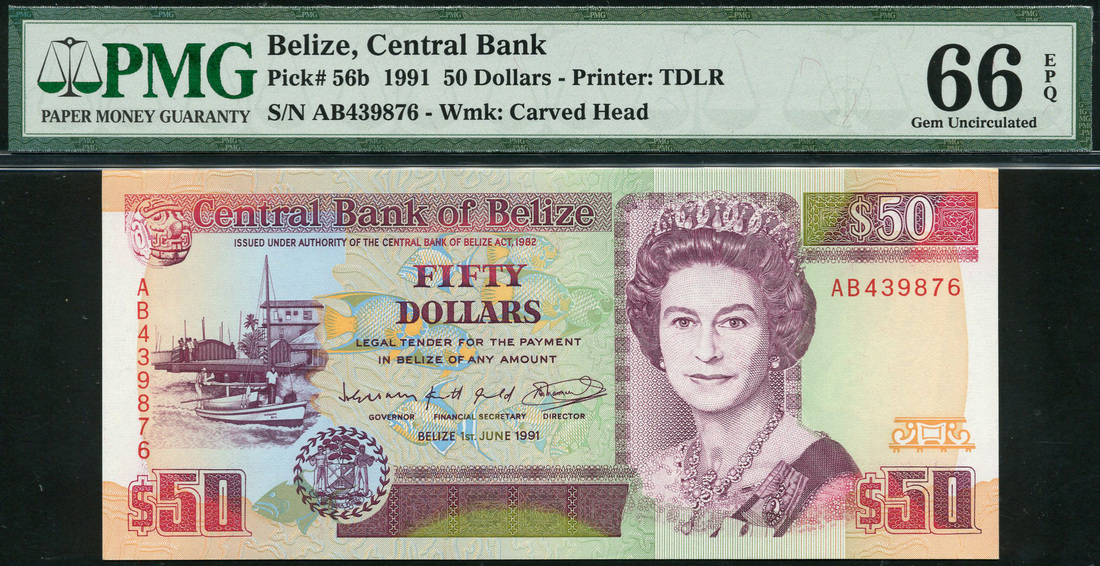 PMG
PAPER MONEY GUARANTY
Belize, Central Bank
Pick# 56b 1991 50 Dollars - Printer: TDLR
S/N AB439876 - Wmk: Carved Head
66
EPQ
Gem Uncirculated
Central Bank of Belize
$50
ISSUED UNDER AUTHORITY OF THE CENTRAL BANK OF BELIZE ACT, 1982
FIFTY
DOLLARS
AB439876
AB439876
LEGAL TENDER FOR THE PAYMENT
IN BELIZE OF ANY AMOUNT
GOVERNOR FINANCIAL SECRETARY DIRECTOR
BELIZE 1ST. JUNE 1991
$50
$50